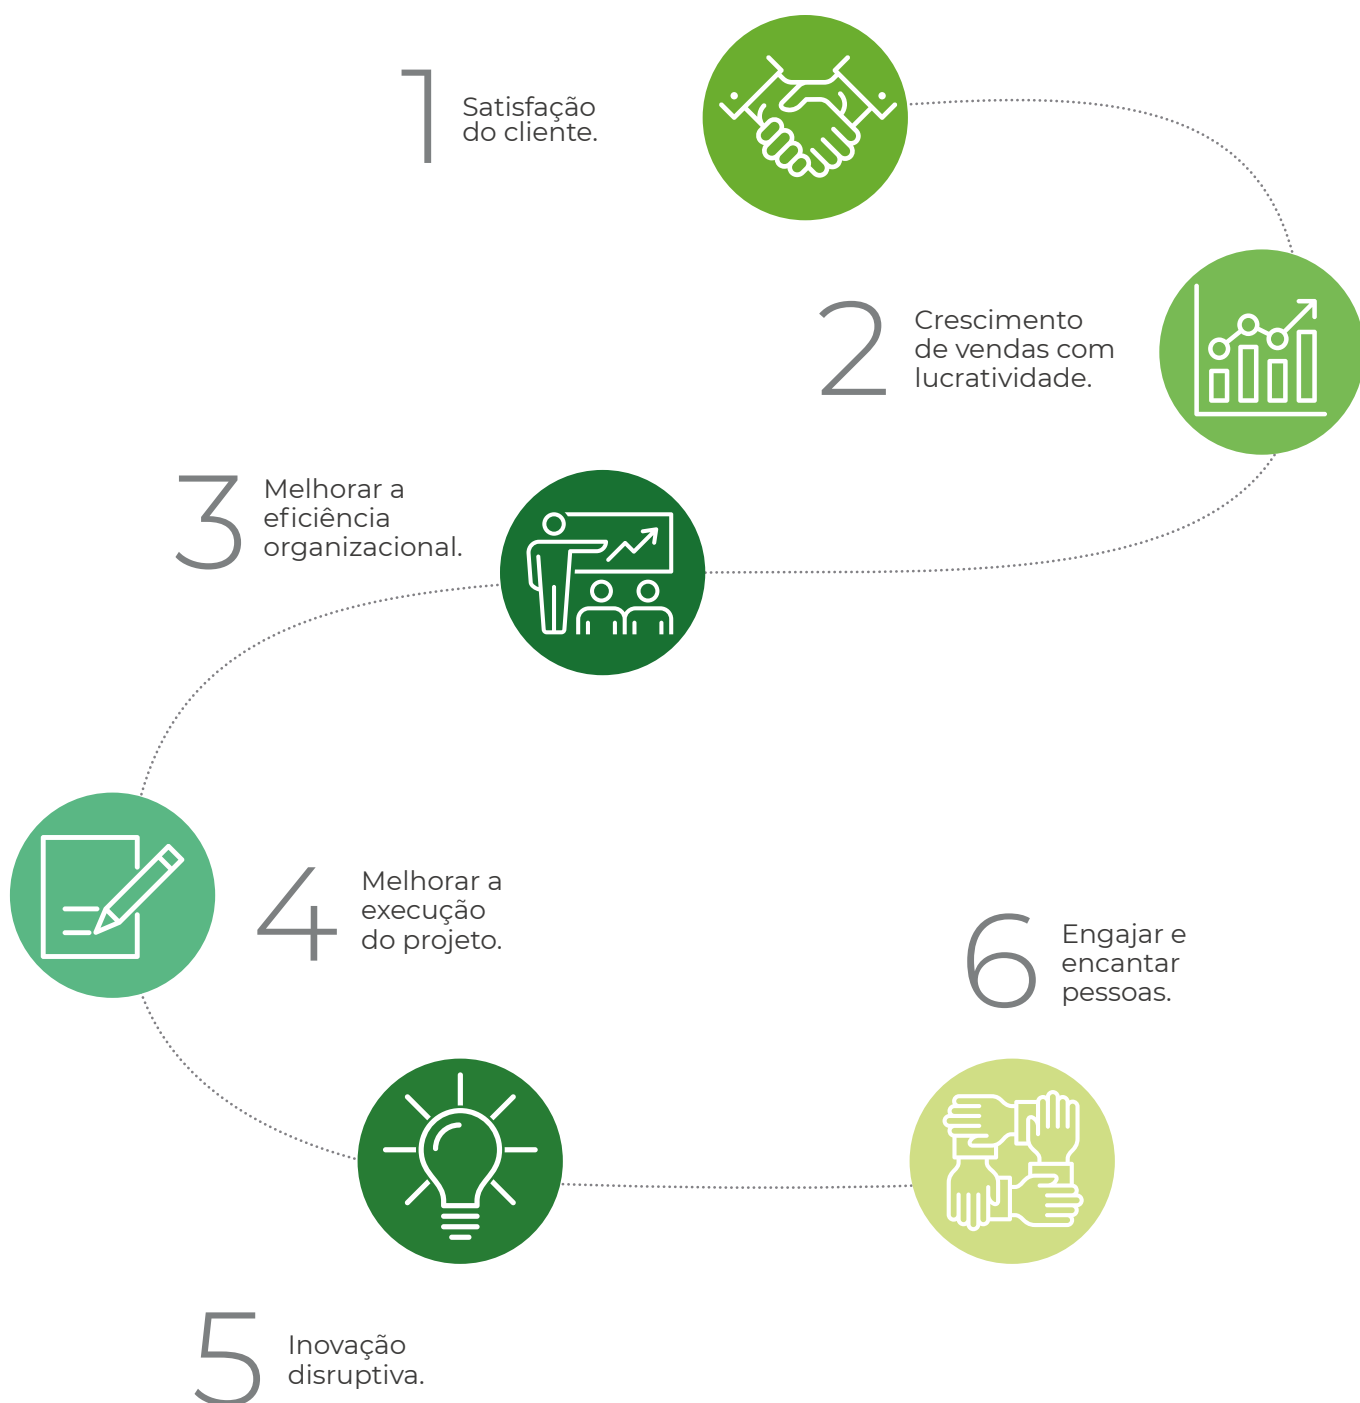 1
Satisfação
do cliente.
2
Crescimento
de vendas com
lucratividade.
3
Melhorar a
eficiência
organizacional.
4
Melhorar a
execução
do projeto.
6
Engajar e
encantar
pessoas.
5
Inovação
disruptiva.